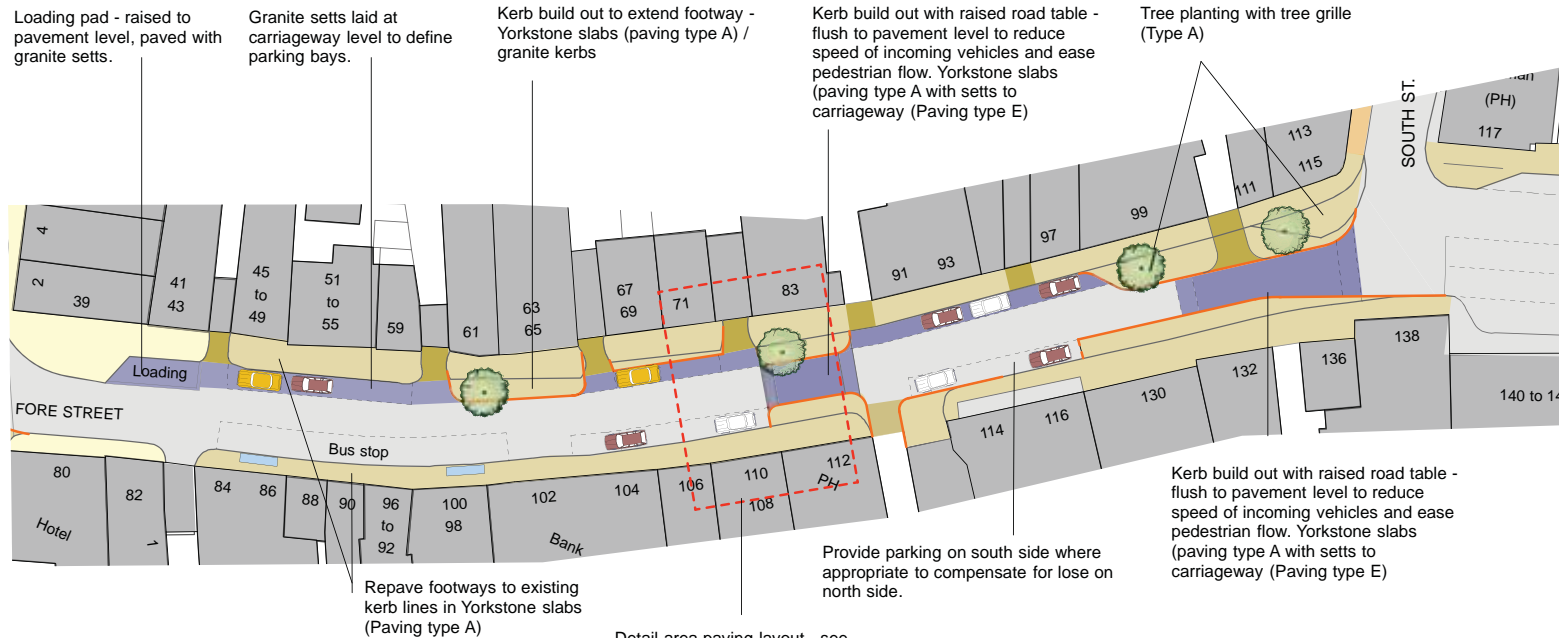 Loading pad - raised to
pavement level, paved with
granite setts.
Granite setts laid at
carriageway level to define
parking bays.
Kerb build out to extend footway -
Yorkstone slabs (paving type A) /
granite kerbs
Kerb build out with raised road table -
flush to pavement level to reduce
speed of incoming vehicles and ease
pedestrian flow. Yorkstone slabs
(paving type A with setts to
carriageway (Paving type E)
Tree planting with tree grille
(Type A)
SOUTH ST.
(PH)
117
113
115
111
99
97
93
91
83
71
67
69
63
65
61
59
51
to
55
45
to
49
41
43
4
2
39
Loading
FORE STREET
Bus stop
80
Hotel
82
1
84
86
88
90
96
to
92
100
98
102
Bank
104
106
110
108
112
PH
114
116
130
132
136
138
140 to
Repave footways to existing
kerb lines in Yorkstone slabs
(Paving type A)
Provide parking on south side where
appropriate to compensate for lose on
north side.
Kerb build out with raised road table -
flush to pavement level to reduce
speed of incoming vehicles and ease
pedestrian flow. Yorkstone slabs
(paving type A with setts to
carriageway (Paving type E)
Detail area paving layout - see